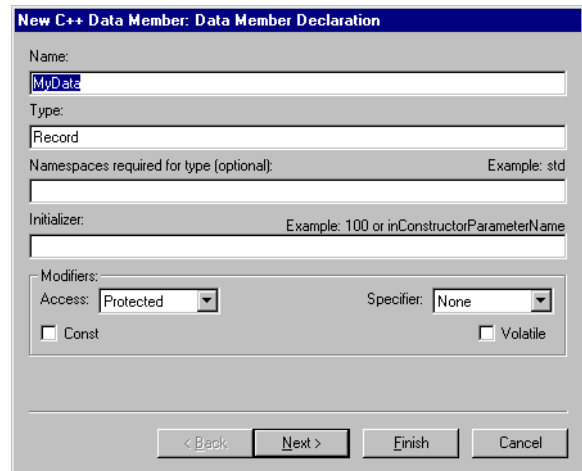 New C++ Data Member: Data Member Declaration
Name:
MyData
Type:
Record
Namespaces required for type (optional): Example: std
Initializer: Example: 100 or inConstructorParameterName
Modifiers:
Access: Protected Specifier: None
Const Volatile
< Back Next > Finish Cancel